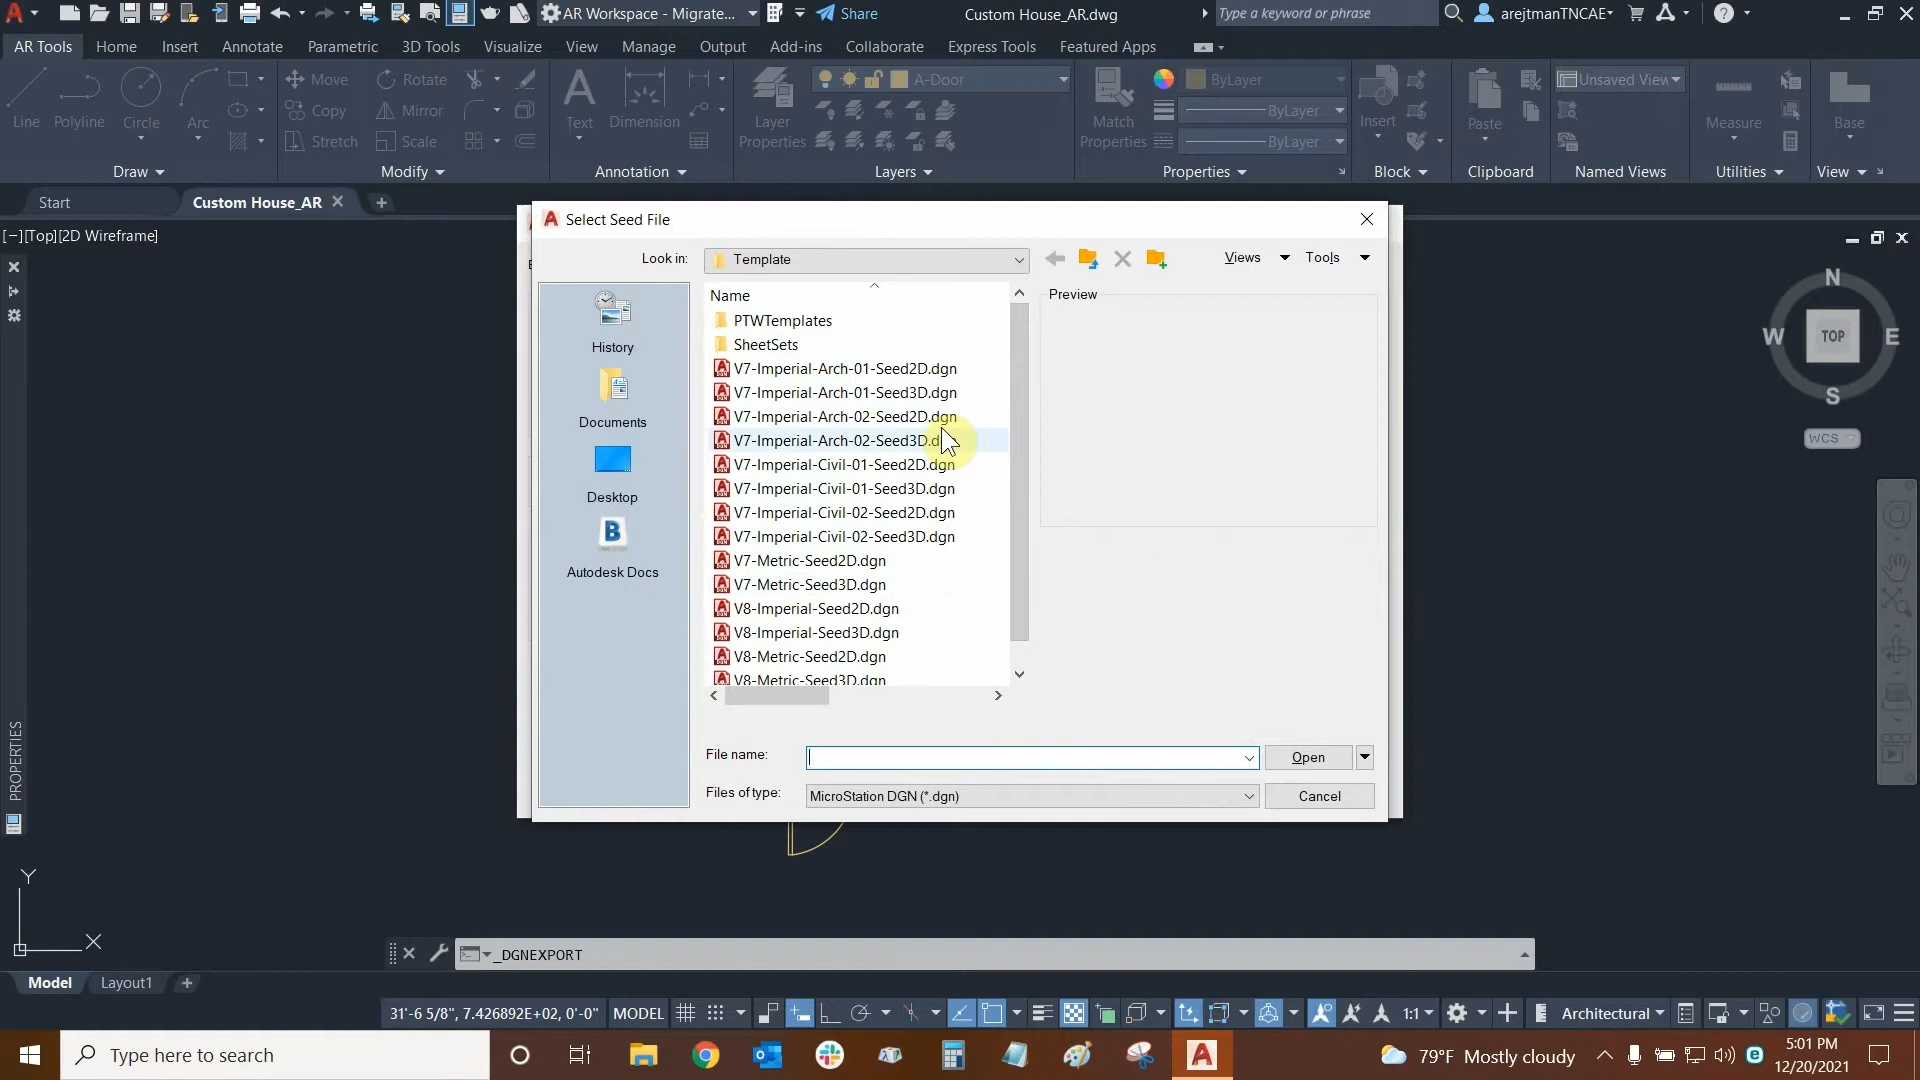 AR Workspace - Migrate...
Share
Custom House_AR.dwg
Type a keyword or phrase
arejtmanTNCAE
AR Tools
Home
Insert
Annotate
Parametric
3D Tools
Visualize
View
Manage
Output
Add-ins
Collaborate
Express Tools
Featured Apps
Line
Polyline
Circle
Arc
Move
Rotate
Copy
Mirror
Stretch
Scale
Text
Dimension
Layer
Properties
A-Door
Match
Properties
ByLayer
ByLayer
ByLayer
Insert
Paste
Unsaved View
Measure
Base
Draw
Modify
Annotation
Layers
Properties
Block
Clipboard
Named Views
Utilities
View
Start
Custom House_AR
[−][Top][2D Wireframe]
Select Seed File
Look in:
Template
Views
Tools
Name
Preview
PTWTemplates
SheetSets
V7-Imperial-Arch-01-Seed2D.dgn
V7-Imperial-Arch-01-Seed3D.dgn
V7-Imperial-Arch-02-Seed2D.dgn
V7-Imperial-Arch-02-Seed3D.dgn
V7-Imperial-Civil-01-Seed2D.dgn
V7-Imperial-Civil-01-Seed3D.dgn
V7-Imperial-Civil-02-Seed2D.dgn
V7-Imperial-Civil-02-Seed3D.dgn
V7-Metric-Seed2D.dgn
V7-Metric-Seed3D.dgn
V8-Imperial-Seed2D.dgn
V8-Imperial-Seed3D.dgn
V8-Metric-Seed2D.dgn
V8-Metric-Seed3D.dgn
History
Documents
Desktop
Autodesk Docs
File name:
Open
Files of type:
MicroStation DGN (*.dgn)
Cancel
N
W
TOP
E
S
WCS
PROPERTIES
Y
X
_DGNEXPORT
Model
Layout1
31'-6 5/8", 7.426892E+02, 0'-0"
MODEL
1:1
Architectural
Type here to search
79°F Mostly cloudy
5:01 PM
12/20/2021